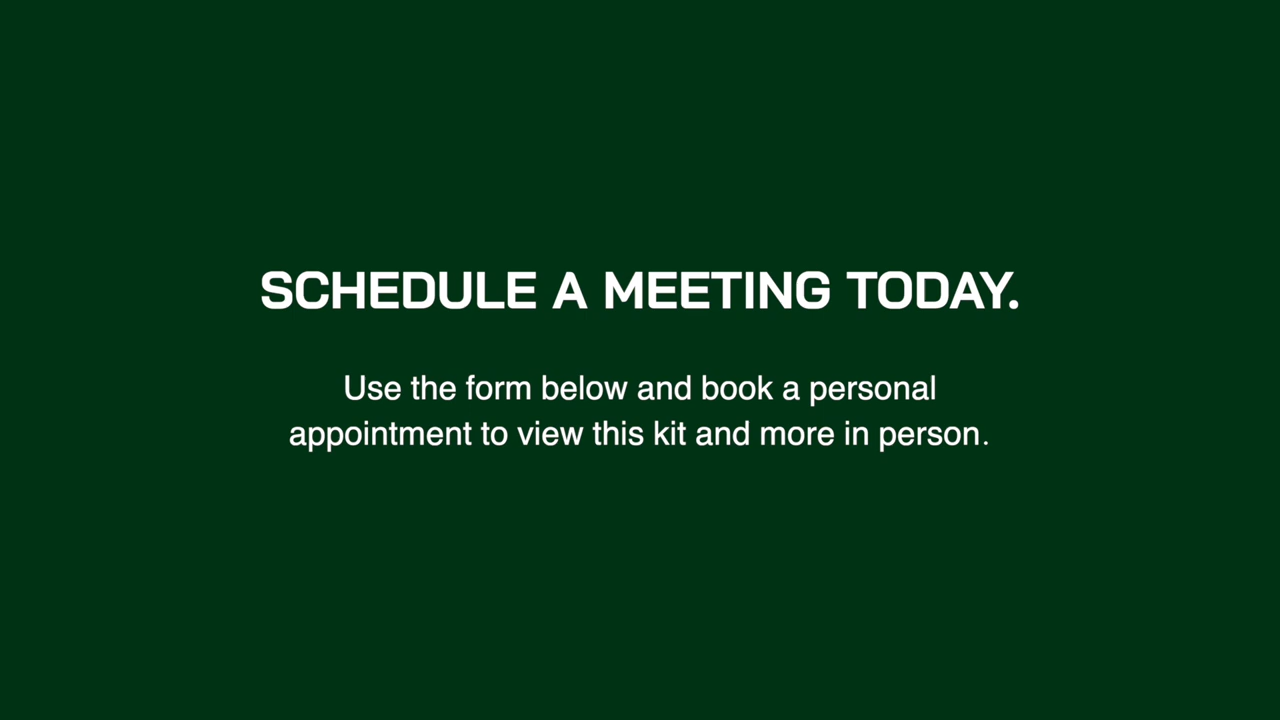 SCHEDULE A MEETING TODAY.
Use the form below and book a personal
appointment to view this kit and more in person.